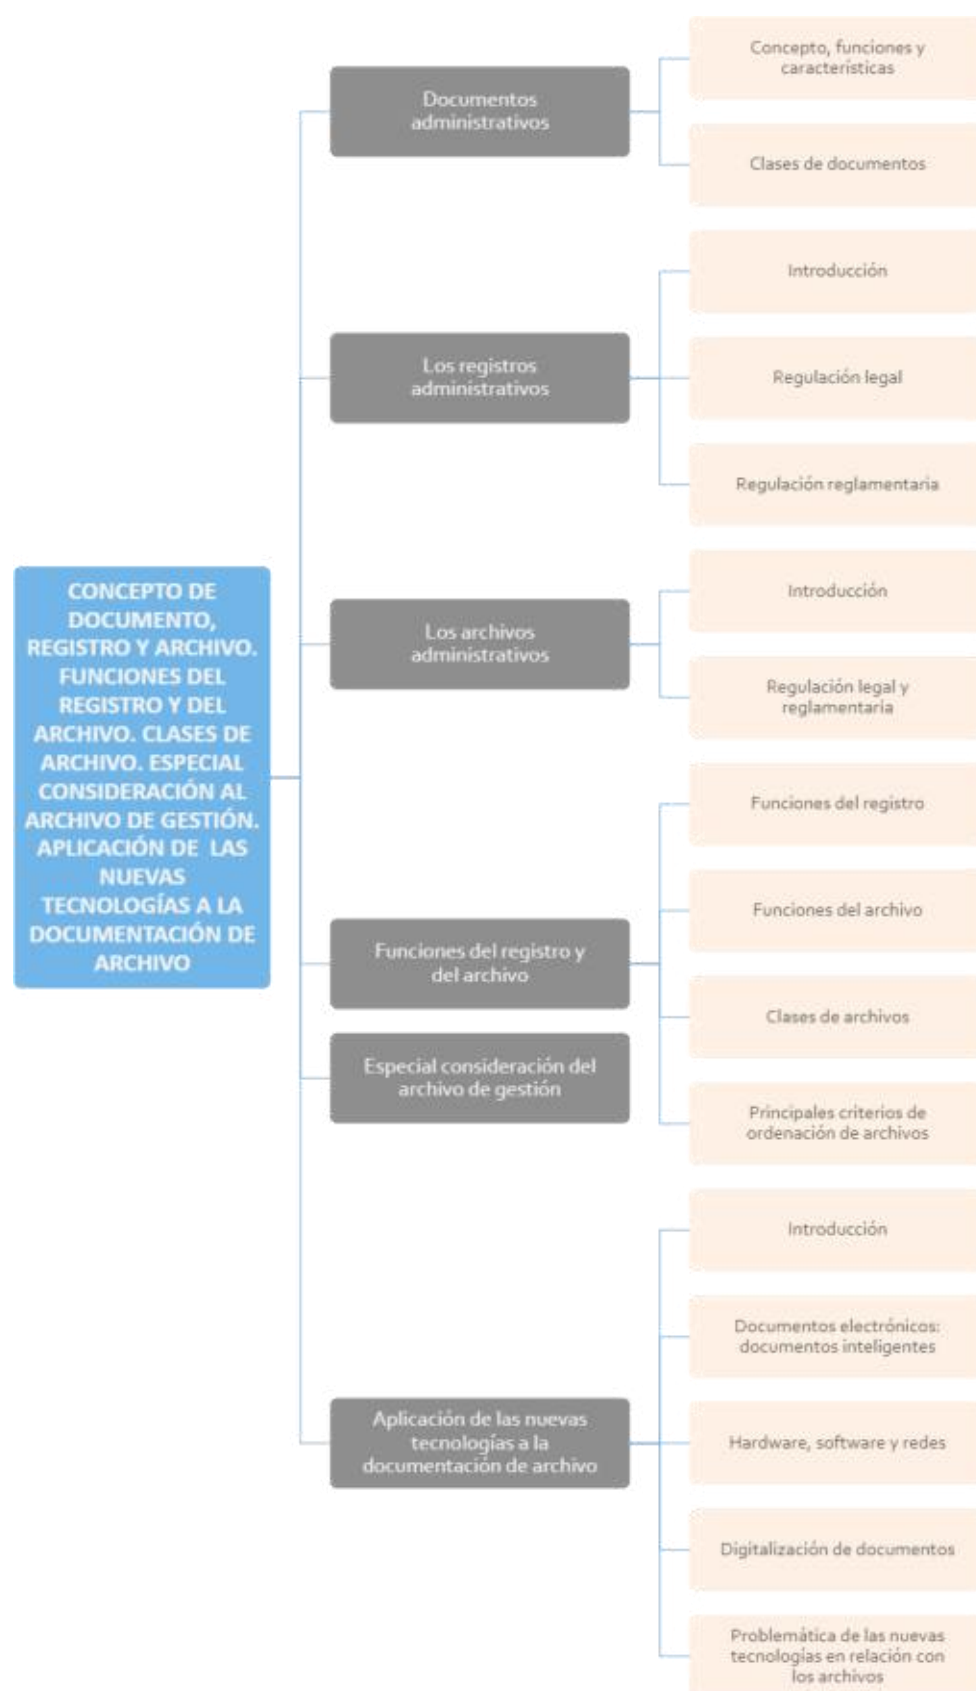 CONCEPTO DE
DOCUMENTO,
REGISTRO Y ARCHIVO.
FUNCIONES DEL
REGISTRO Y DEL
ARCHIVO. CLASES DE
ARCHIVO. ESPECIAL
CONSIDERACIÓN AL
ARCHIVO DE GESTIÓN.
APLICACIÓN DE LAS
NUEVAS
TECNOLOGÍAS A LA
DOCUMENTACIÓN DE
ARCHIVO
Documentos
administrativos
Concepto, funciones y
características
Clases de documentos
Los registros
administrativos
Introducción
Regulación legal
Regulación reglamentaria
Los archivos
administrativos
Introducción
Regulación legal y
reglamentaria
Funciones del registro y
del archivo
Funciones del registro
Funciones del archivo
Clases de archivos
Principales criterios de
ordenación de archivos
Especial consideración del
archivo de gestión
Aplicación de las nuevas
tecnologías a la
documentación de archivo
Introducción
Documentos electrónicos:
documentos inteligentes
Hardware, software y redes
Digitalización de documentos
Problemática de las nuevas
tecnologías en relación con
los archivos